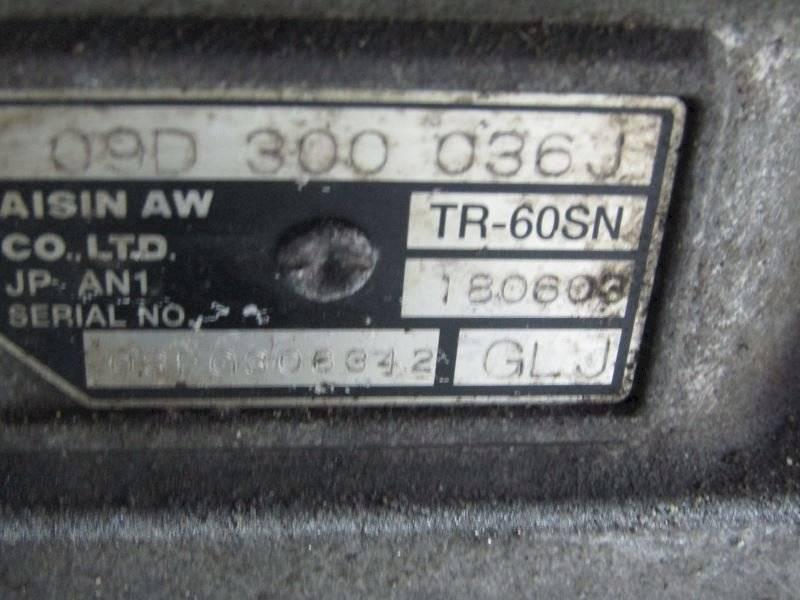 09D 300 036J
AISIN AW
CO.,LTD.
TR-60SN
JP AN1
180603
SERIAL NO.
GLJ